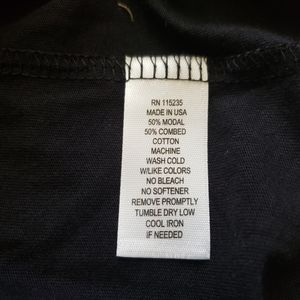 RN 115235
MADE IN USA
50% MODAL
50% COMBED
COTTON
MACHINE
WASH COLD
W/LIKE COLORS
NO BLEACH
NO SOFTENER
REMOVE PROMPTLY
TUMBLE DRY LOW
COOL IRON
IF NEEDED